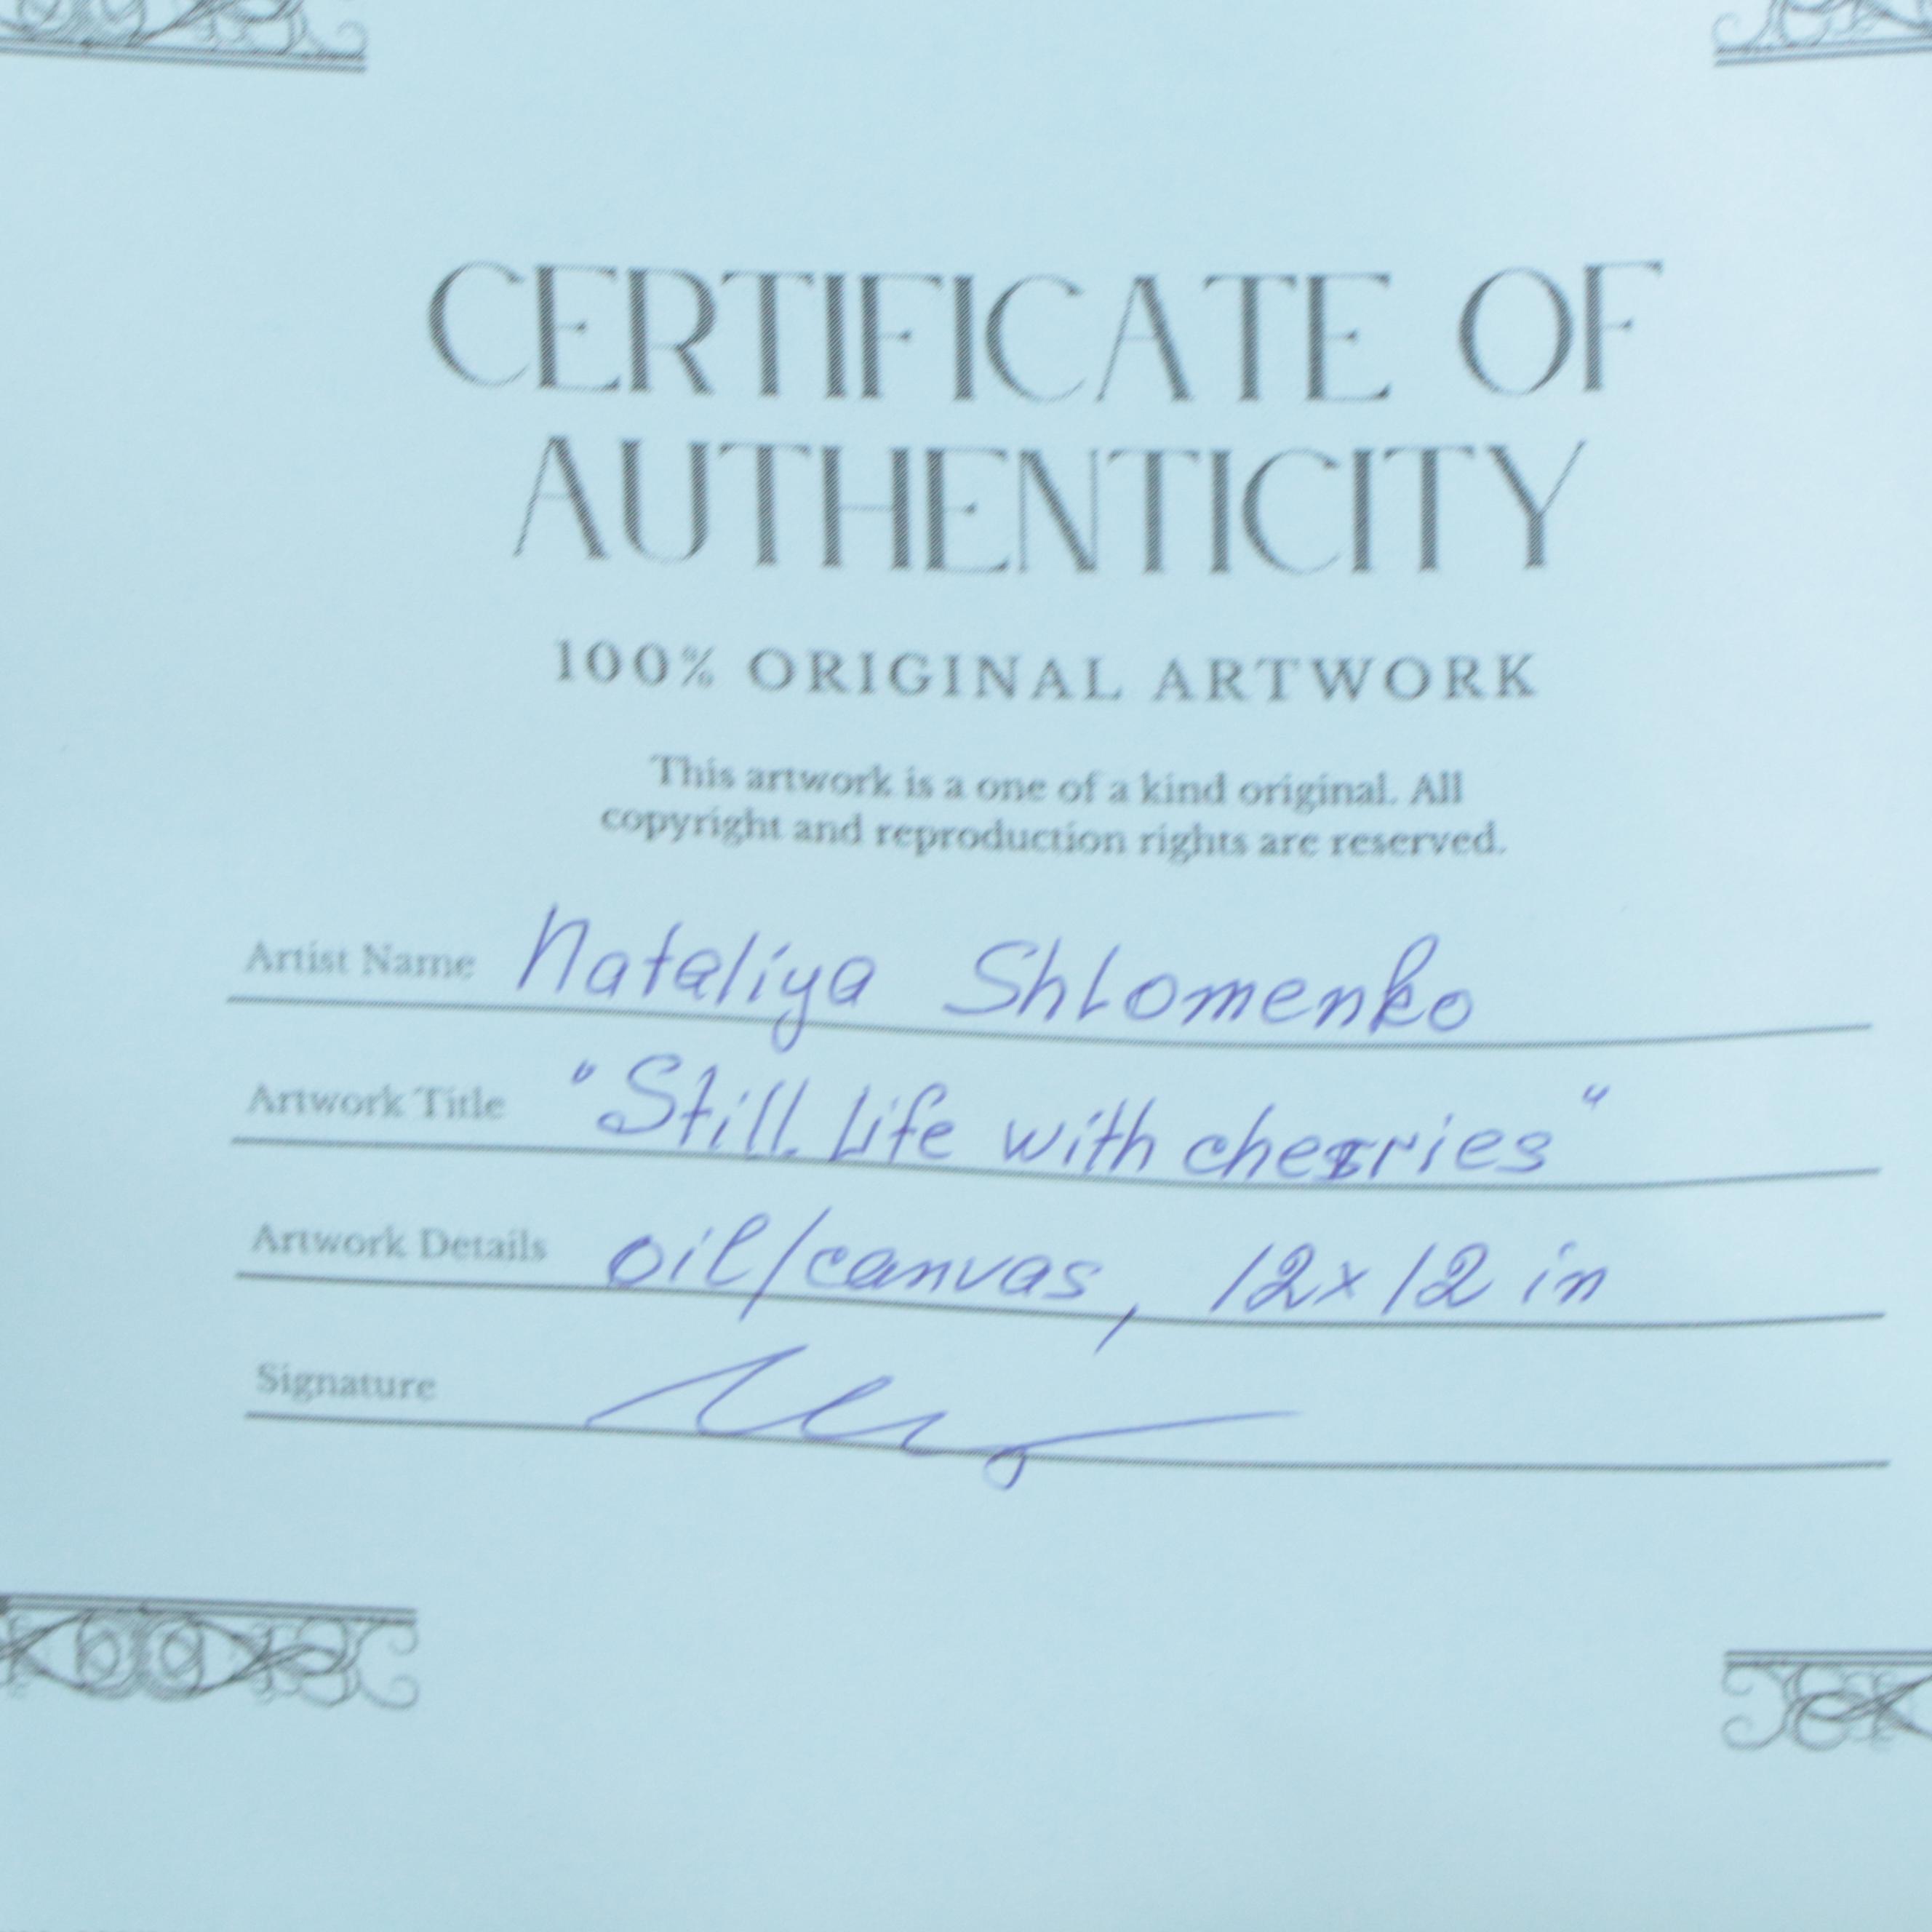 CERTIFICATE OF
AUTHENTICITY
100% ORIGINAL ARTWORK
This artwork is a one of a kind original. All
copyright and reproduction rights are reserved.
Artist Name Nataliya Shlomenko
Artwork Title "Still Life with cherries"
Artwork Details oil/canvas, 12x12 in
Signature